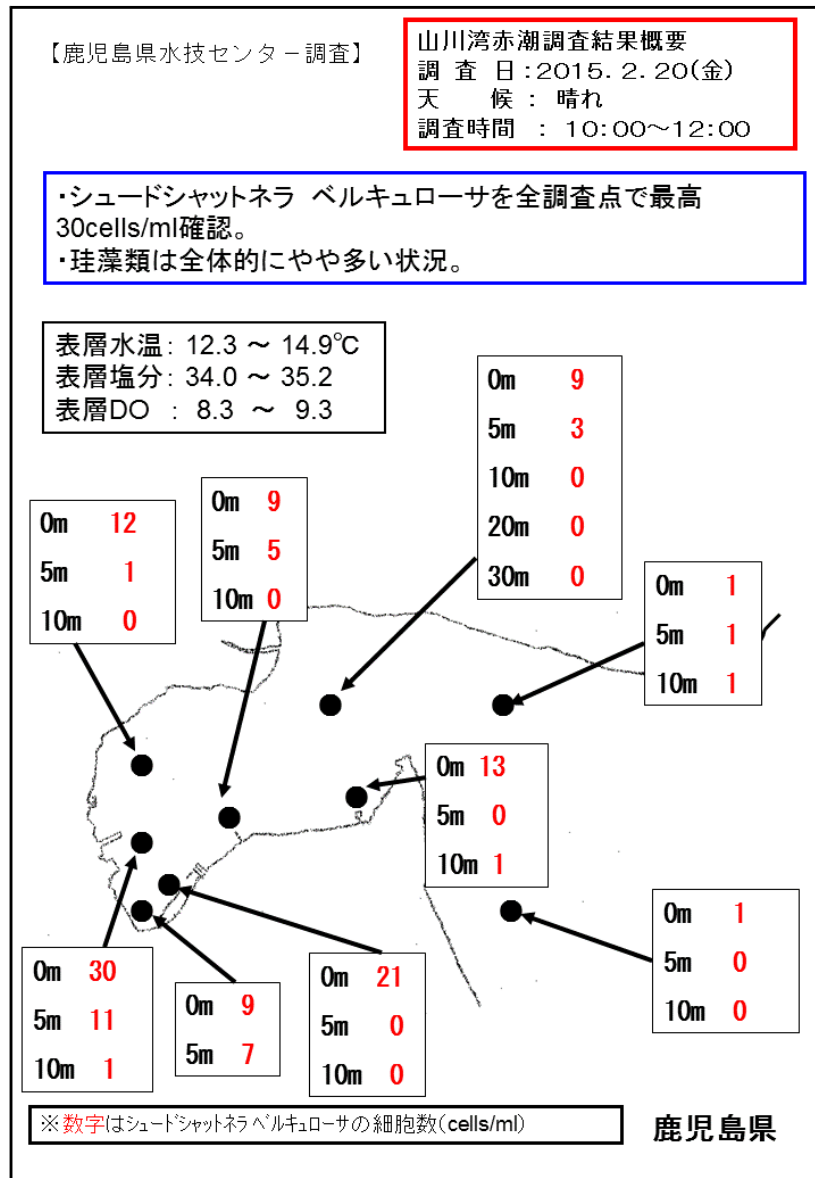 【鹿児島県水技センター調査】
山川湾赤潮調査結果概要
調 査 日:2015.2.20(金)
天　　候 : 晴れ
調査時間 : 10:00～12:00
・シュードシャットネラ ベルキュローサを全調査点で最高
30cells/ml確認。
・珪藻類は全体的にやや多い状況。
表層水温: 12.3 ～ 14.9℃
表層塩分: 34.0 ～ 35.2
表層DO : 8.3 ～ 9.3
0m 9
5m 3
10m 0
20m 0
30m 0
0m 9
5m 5
10m 0
0m 12
5m 1
10m 0
0m 1
5m 1
10m 1
0m 13
5m 0
10m 1
0m 1
5m 0
10m 0
0m 30
5m 11
10m 1
0m 9
5m 7
0m 21
5m 0
10m 0
※数字はシュードシャットネラ ベルキュローサの細胞数(cells/ml)
鹿児島県